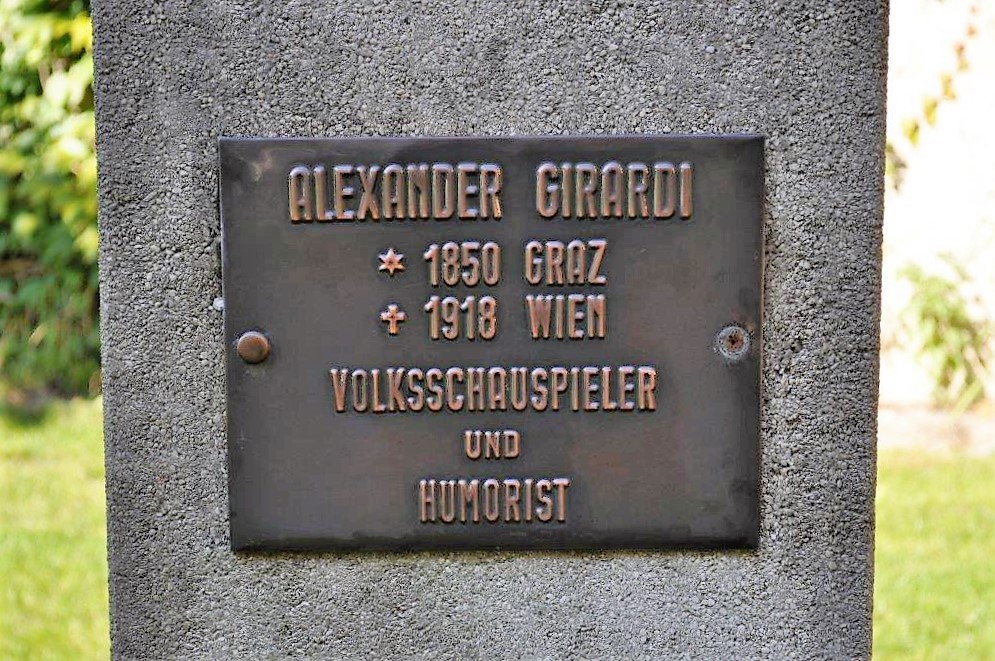 ALEXANDER GIRARDI
* 1850 GRAZ
✝ 1918 WIEN
VOLKSSCHAUSPIELER
UND
HUMORIST